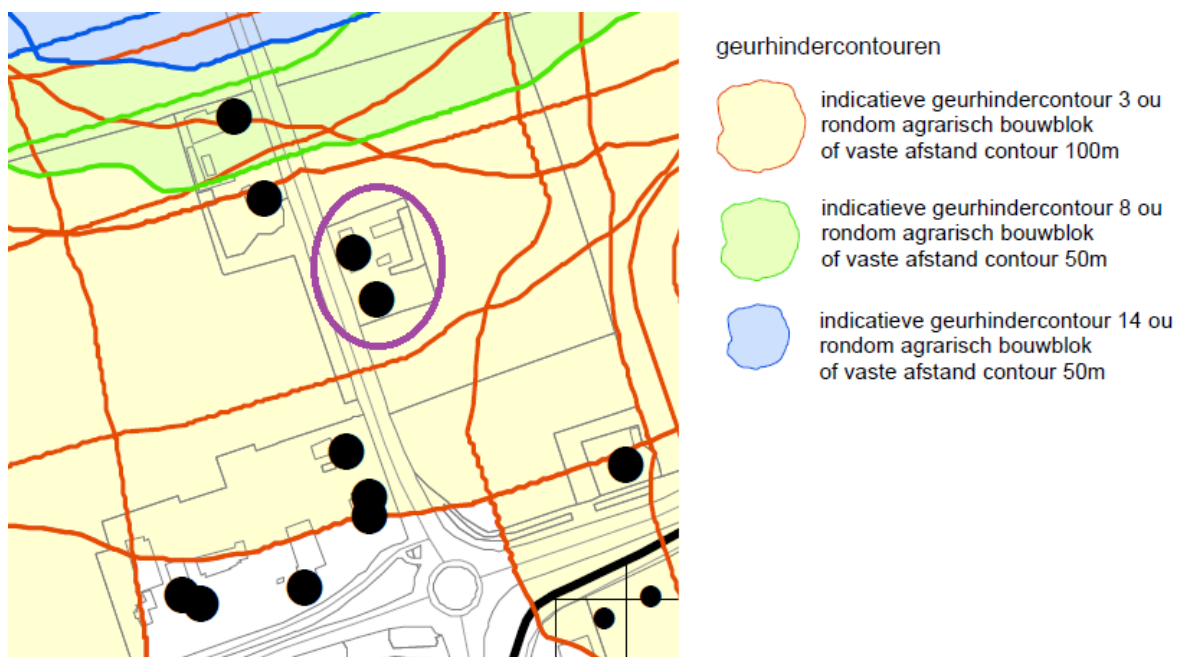 geurhindercontouren
indicatieve geurhindercontour 3 ou
rondom agrarisch bouwblok
of vaste afstand contour 100m
indicatieve geurhindercontour 8 ou
rondom agrarisch bouwblok
of vaste afstand contour 50m
indicatieve geurhindercontour 14 ou
rondom agrarisch bouwblok
of vaste afstand contour 50m